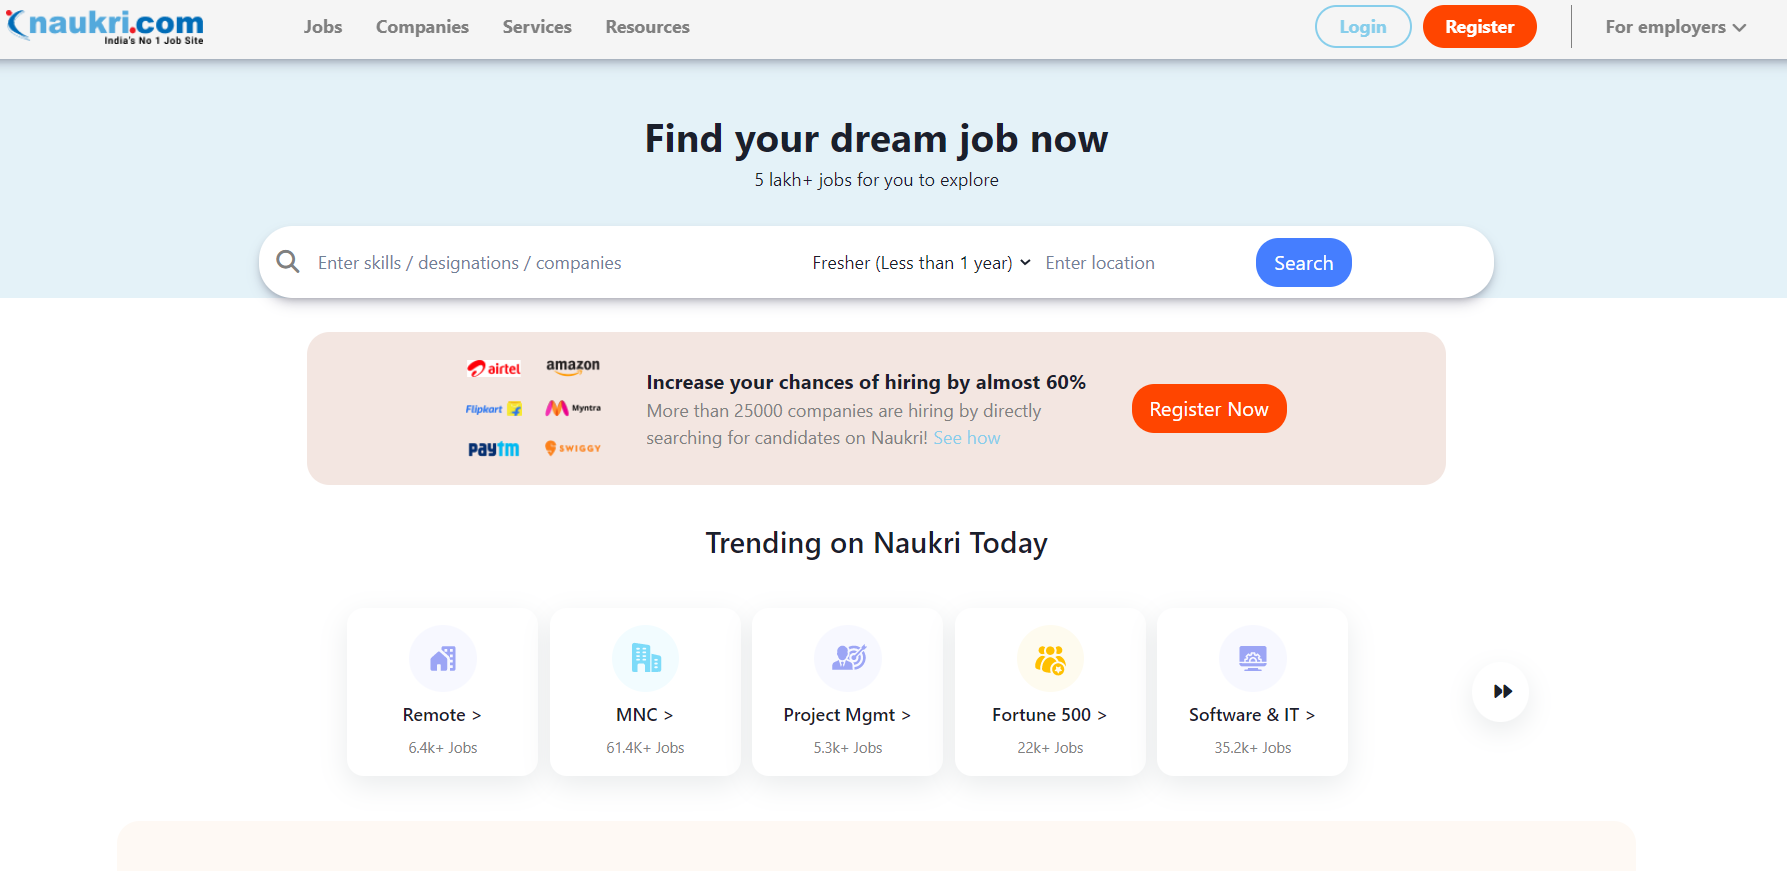 naukri.com
India's No 1 Job Site
Jobs Companies Services Resources
Login Register For employers
Find your dream job now
5 lakh+ jobs for you to explore
Enter skills / designations / companies Fresher (Less than 1 year) Enter location Search
airtel amazon
Flipkart Myntra
paytm SWIGGY
Increase your chances of hiring by almost 60%
More than 25000 companies are hiring by directly
searching for candidates on Naukri! See how
Register Now
Trending on Naukri Today
Remote >
6.4k+ Jobs
MNC >
61.4K+ Jobs
Project Mgmt >
5.3k+ Jobs
Fortune 500 >
22k+ Jobs
Software & IT >
35.2k+ Jobs